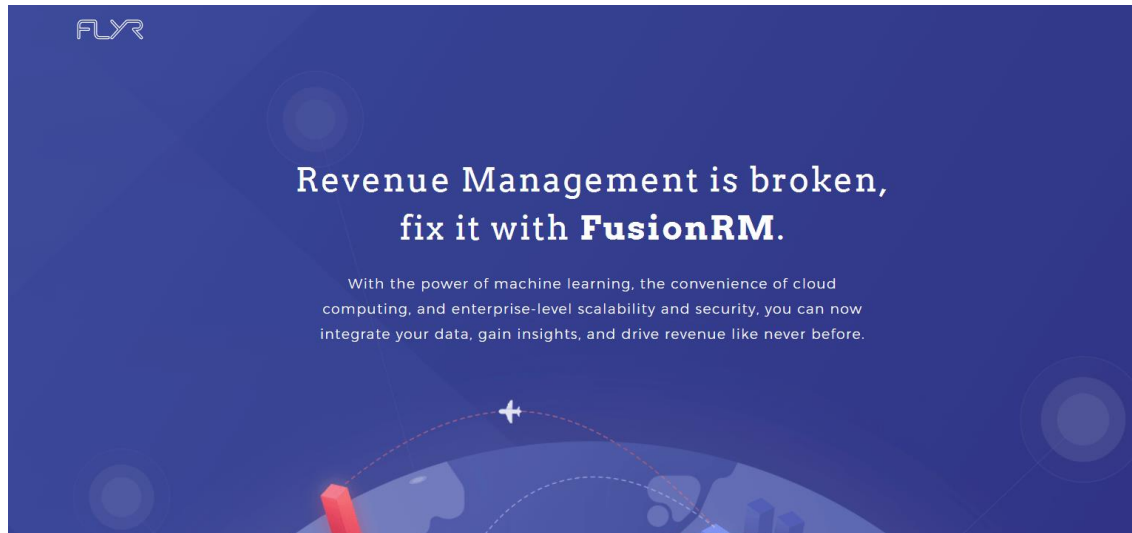 FLYR
Revenue Management is broken,
fix it with FusionRM.
With the power of machine learning, the convenience of cloud
computing, and enterprise-level scalability and security, you can now
integrate your data, gain insights, and drive revenue like never before.